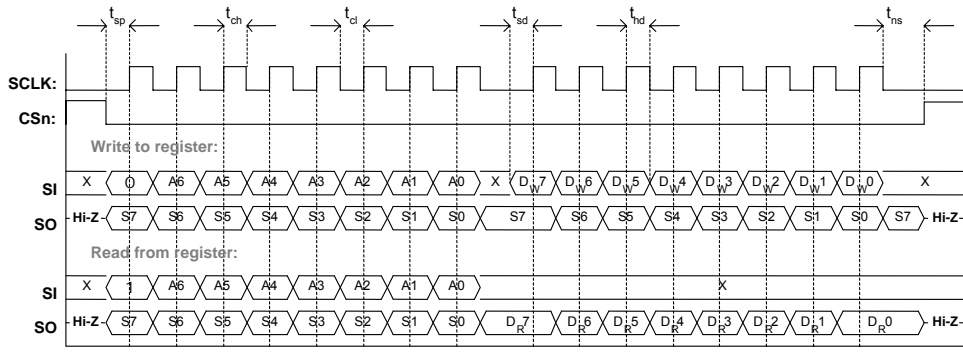 tsp tch tcl tsd thd tns
SCLK:
CSn:
Write to register:
SI X 0 A6 A5 A4 A3 A2 A1 A0 X DW7 DW6 DW5 DW4 DW3 DW2 DW1 DW0 X
SO Hi-Z S7 S6 S5 S4 S3 S2 S1 S0 S7 S6 S5 S4 S3 S2 S1 S0 S7 Hi-Z
Read from register:
SI X 1 A6 A5 A4 A3 A2 A1 A0 X
SO Hi-Z S7 S6 S5 S4 S3 S2 S1 S0 DR7 DR6 DR5 DR4 DR3 DR2 DR1 DR0 Hi-Z